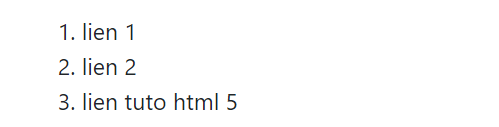 1. lien 1
2. lien 2
3. lien tuto html 5